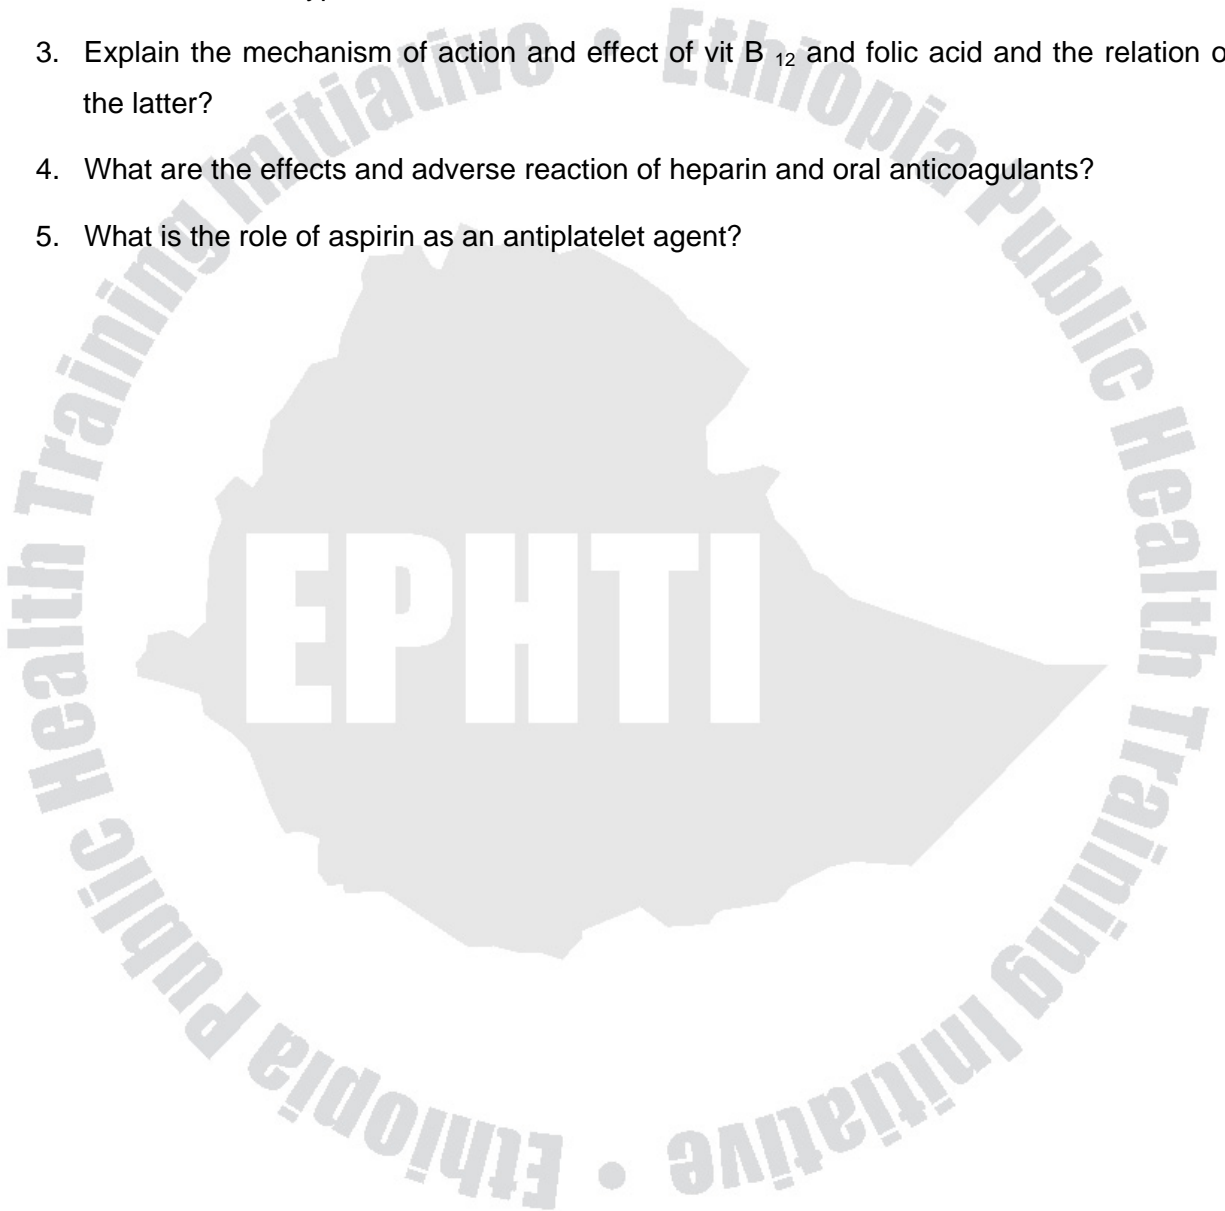 3. Explain the mechanism of action and effect of vit B 12 and folic acid and the relation o
the latter?
4. What are the effects and adverse reaction of heparin and oral anticoagulants?
5. What is the role of aspirin as an antiplatelet agent?
EPHTI
Ethiopia Public Health Training Initiative • Ethiopia Public Health Training Initiative •